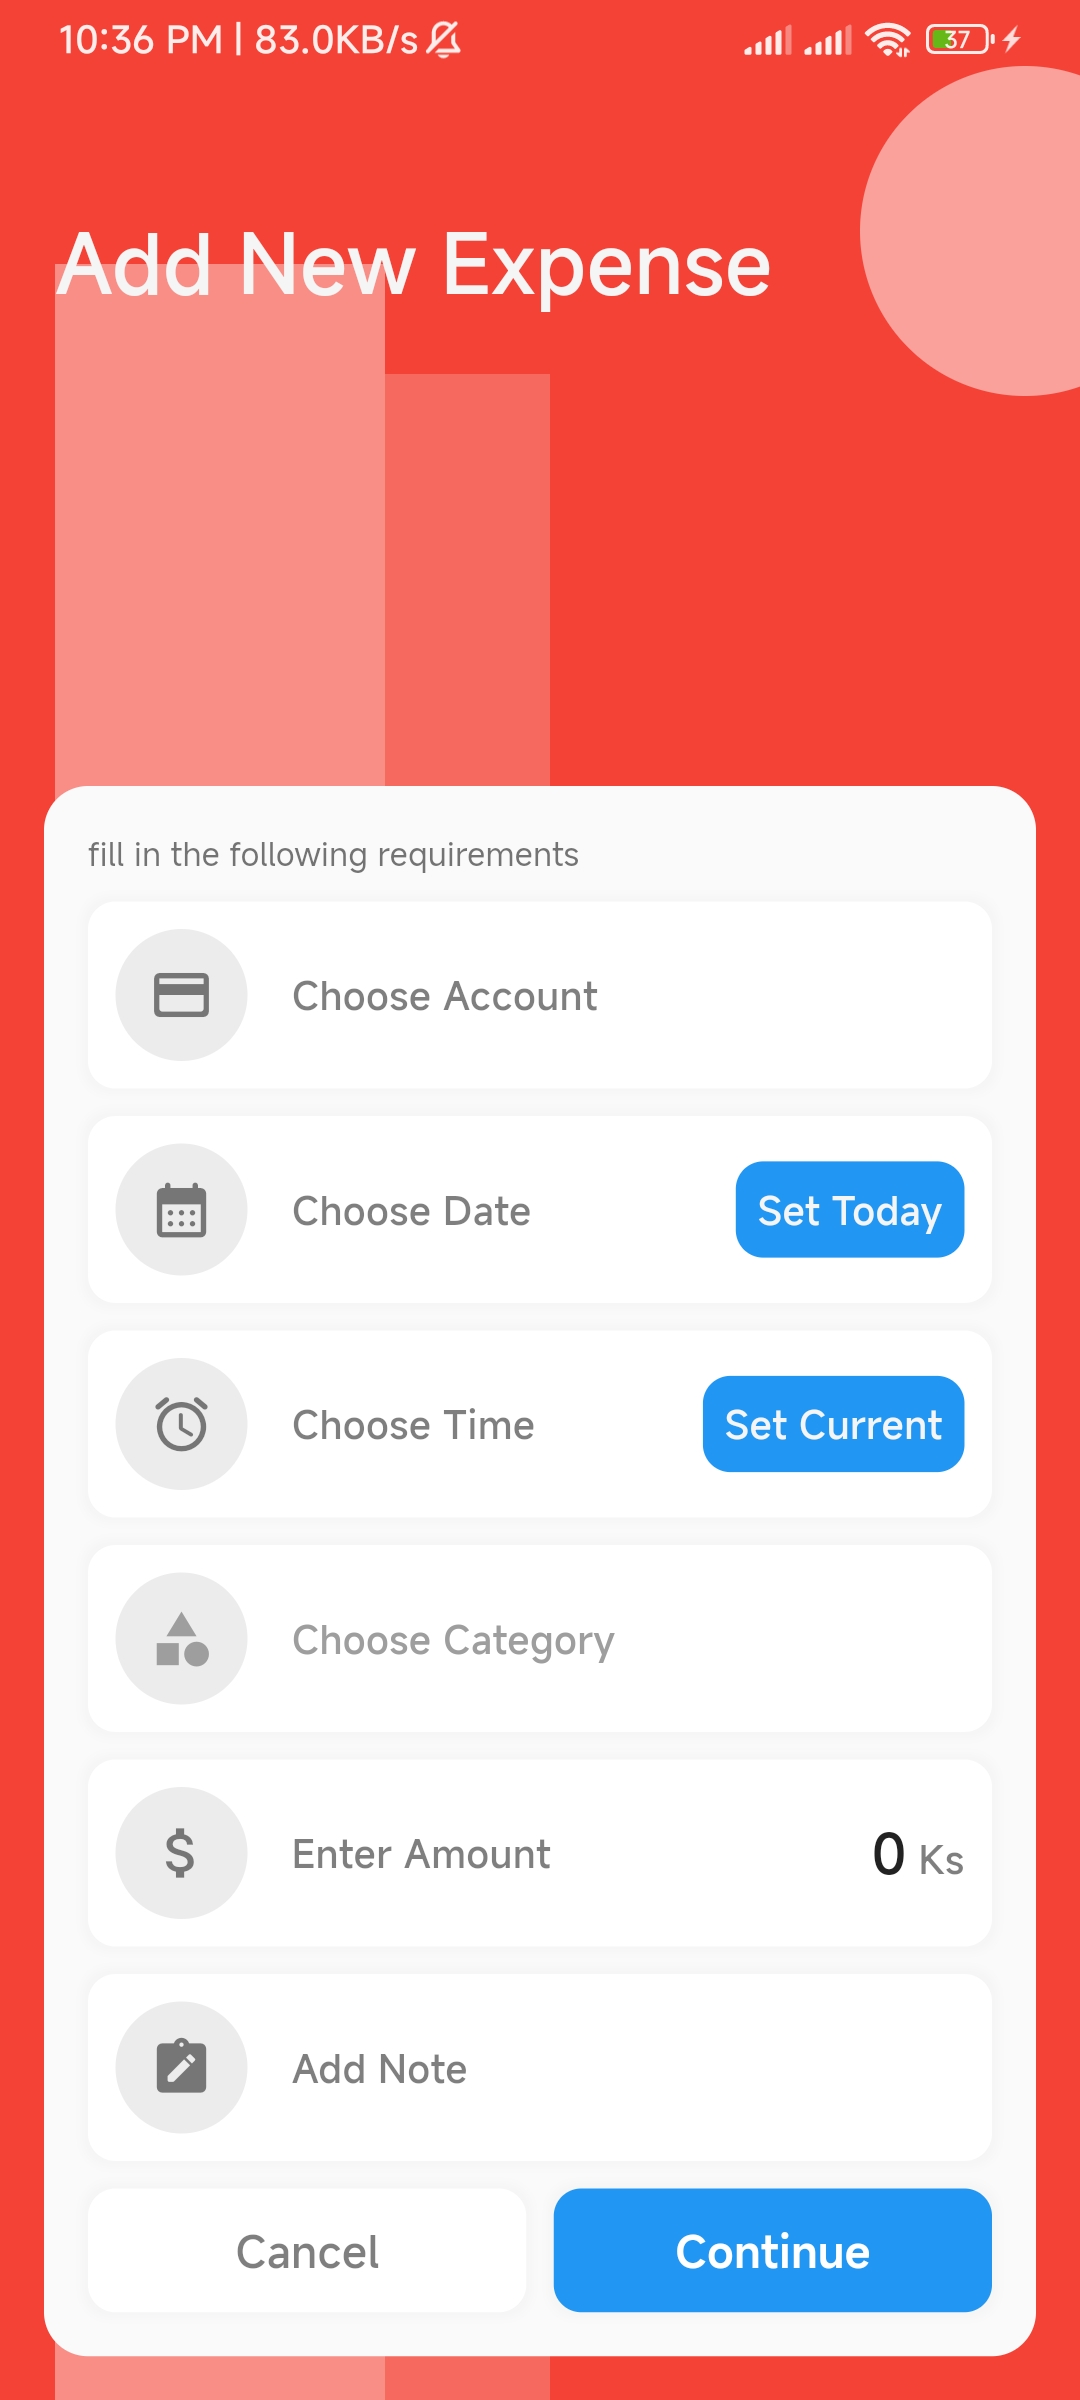 10:36 PM | 83.0KB/s
37
Add New Expense
fill in the following requirements
Choose Account
Choose Date
Set Today
Choose Time
Set Current
Choose Category
Enter Amount
0 Ks
Add Note
Cancel
Continue